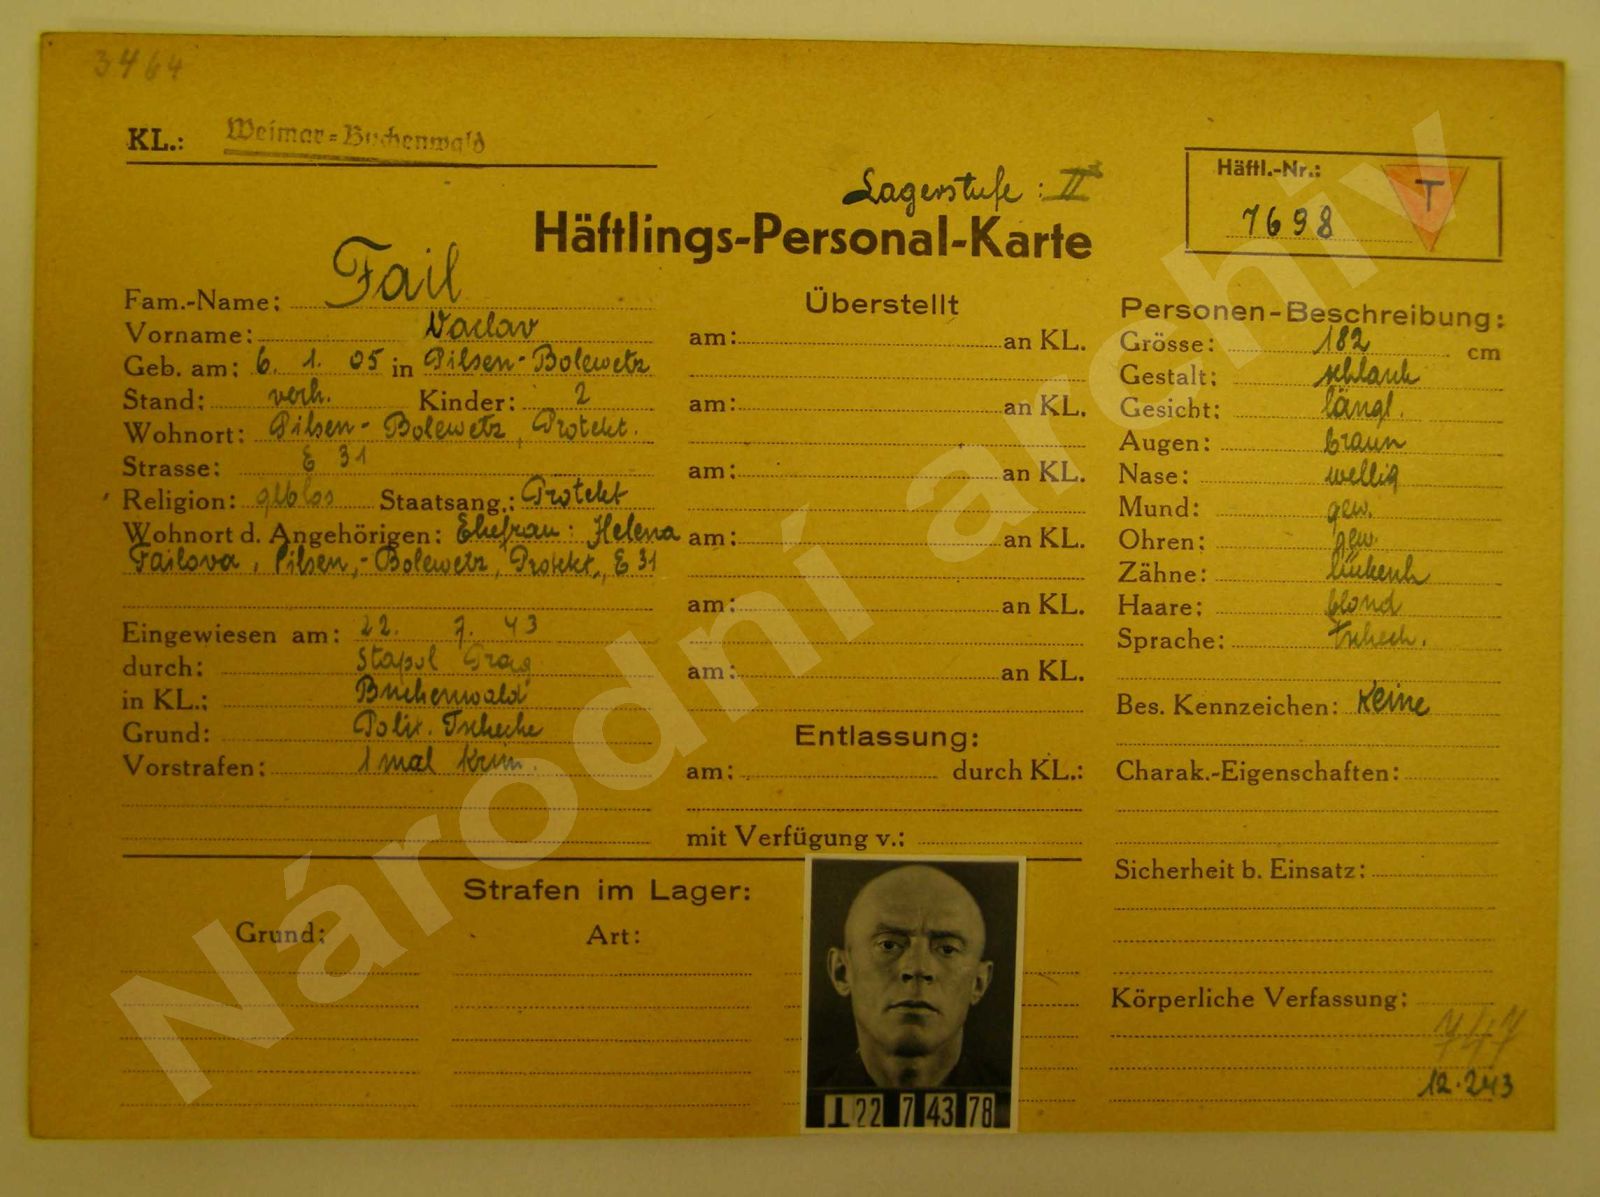 3464
KL.: Weimar-Buchenwald
Lagerstufe: II
Häftl.-Nr.:
7698
T
Häftlings-Personal-Karte
Fam.-Name: Fail
Vorname: Vaclav
Geb. am: 6. 1. 05 in Pilsen-Bolewetz
Stand: verh. Kinder: 2
Wohnort: Pilsen-Bolewetz, Protekt.
Strasse: E 31
Religion: gtblos Staatsang.: Protekt
Wohnort d. Angehörigen: Ehefrau: Helena
Failova, Pilsen,-Bolewetz, Protekt., E 31
Eingewiesen am: 22. 7. 43
durch: Stapol Prag
in KL.: Buchenwald
Grund: Polit. Tscheche
Vorstrafen: 1 mal Krim.
Überstellt
am: an KL.
am: an KL.
am: an KL.
am: an KL.
am: an KL.
am: an KL.
Entlassung:
am: durch KL.:
mit Verfügung v.:
Personen-Beschreibung:
Grösse: 182 cm
Gestalt: schlank
Gesicht: längl.
Augen: braun
Nase: wellig
Mund: gew.
Ohren: gew.
Zähne: lückenh
Haare: blond
Sprache: tschech.
Bes. Kennzeichen: Keine
Charak.-Eigenschaften:
Sicherheit b. Einsatz:
Körperliche Verfassung:
12.243
Strafen im Lager:
Grund: Art:
22 7 43 78
Národní archiv